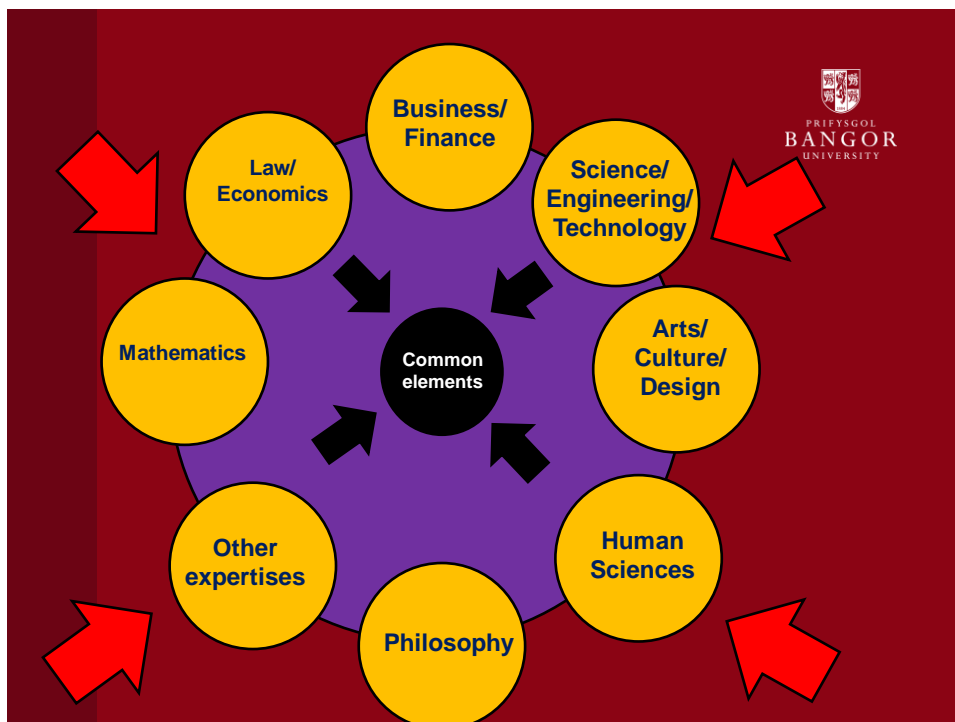 Business/
Finance
PRIFYSGOL
BANGOR
UNIVERSITY
Law/
Economics
Science/
Engineering/
Technology
Mathematics
Common
elements
Arts/
Culture/
Design
Other
expertises
Human
Sciences
Philosophy